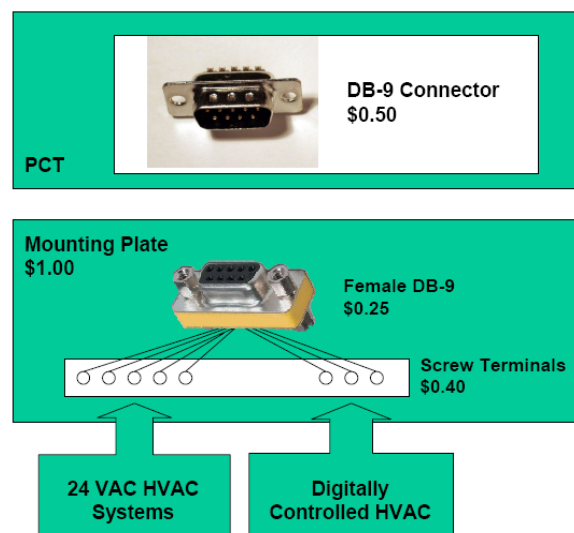 DB-9 Connector
$0.50
PCT
Mounting Plate
$1.00
Female DB-9
$0.25
Screw Terminals
$0.40
24 VAC HVAC
Systems
Digitally
Controlled HVAC